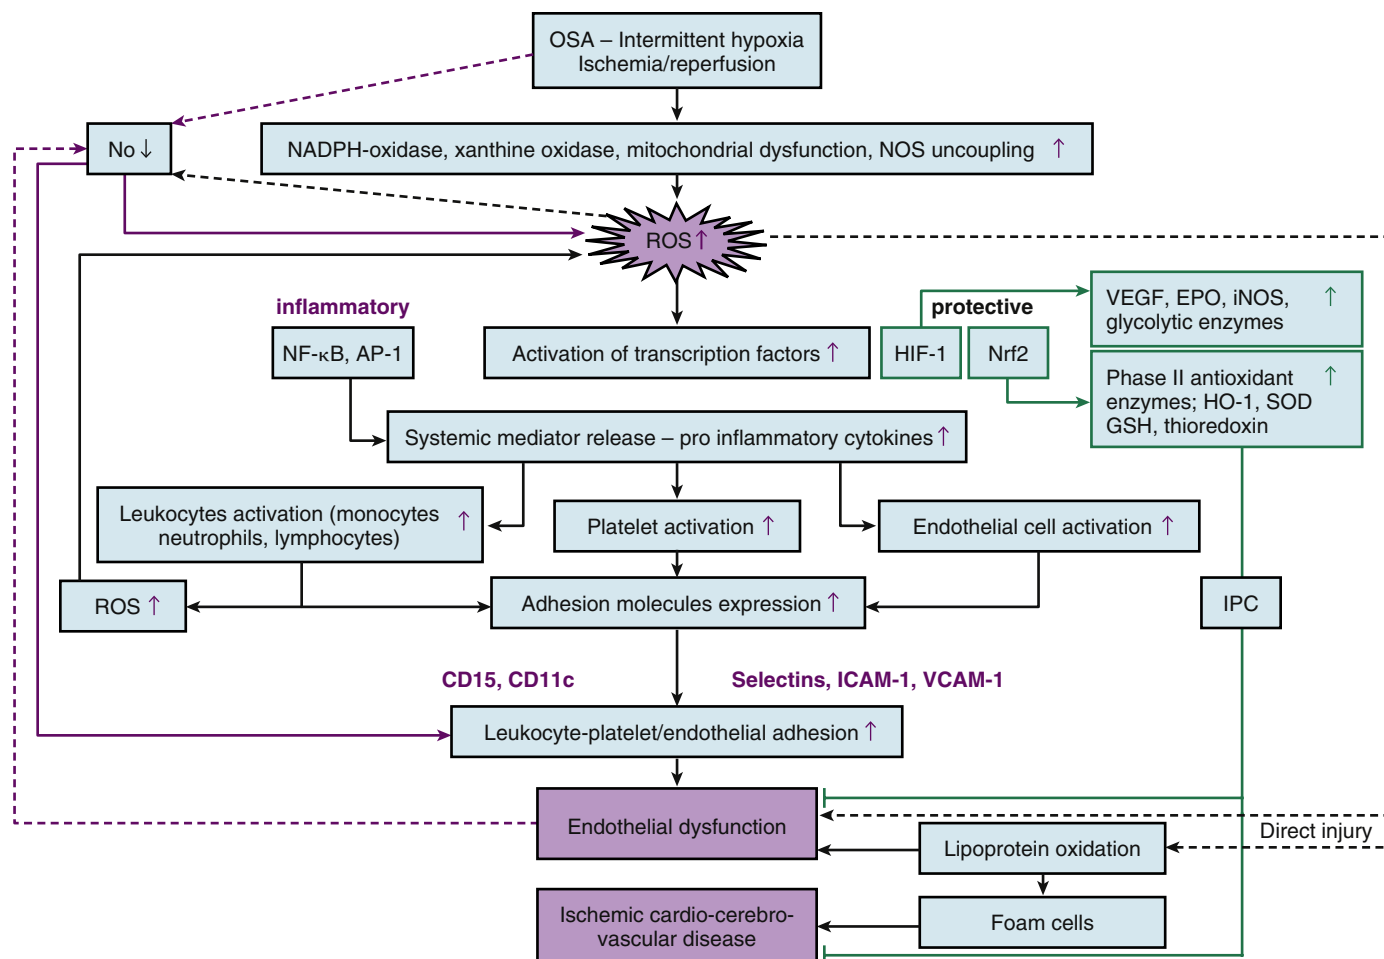 OSA – Intermittent hypoxia
Ischemia/reperfusion
No ↓
NADPH-oxidase, xanthine oxidase, mitochondrial dysfunction, NOS uncoupling ↑
ROS ↑
inflammatory
NF-κB, AP-1
Activation of transcription factors ↑
protective
HIF-1
Nrf2
VEGF, EPO, iNOS, ↑
glycolytic enzymes
Phase II antioxidant ↑
enzymes; HO-1, SOD
GSH, thioredoxin
Systemic mediator release – pro inflammatory cytokines ↑
Leukocytes activation (monocytes ↑
neutrophils, lymphocytes)
Platelet activation ↑
Endothelial cell activation ↑
ROS ↑
Adhesion molecules expression ↑
IPC
CD15, CD11c
Selectins, ICAM-1, VCAM-1
Leukocyte-platelet/endothelial adhesion ↑
Endothelial dysfunction
Direct injury
Lipoprotein oxidation
Ischemic cardio-cerebro-
vascular disease
Foam cells